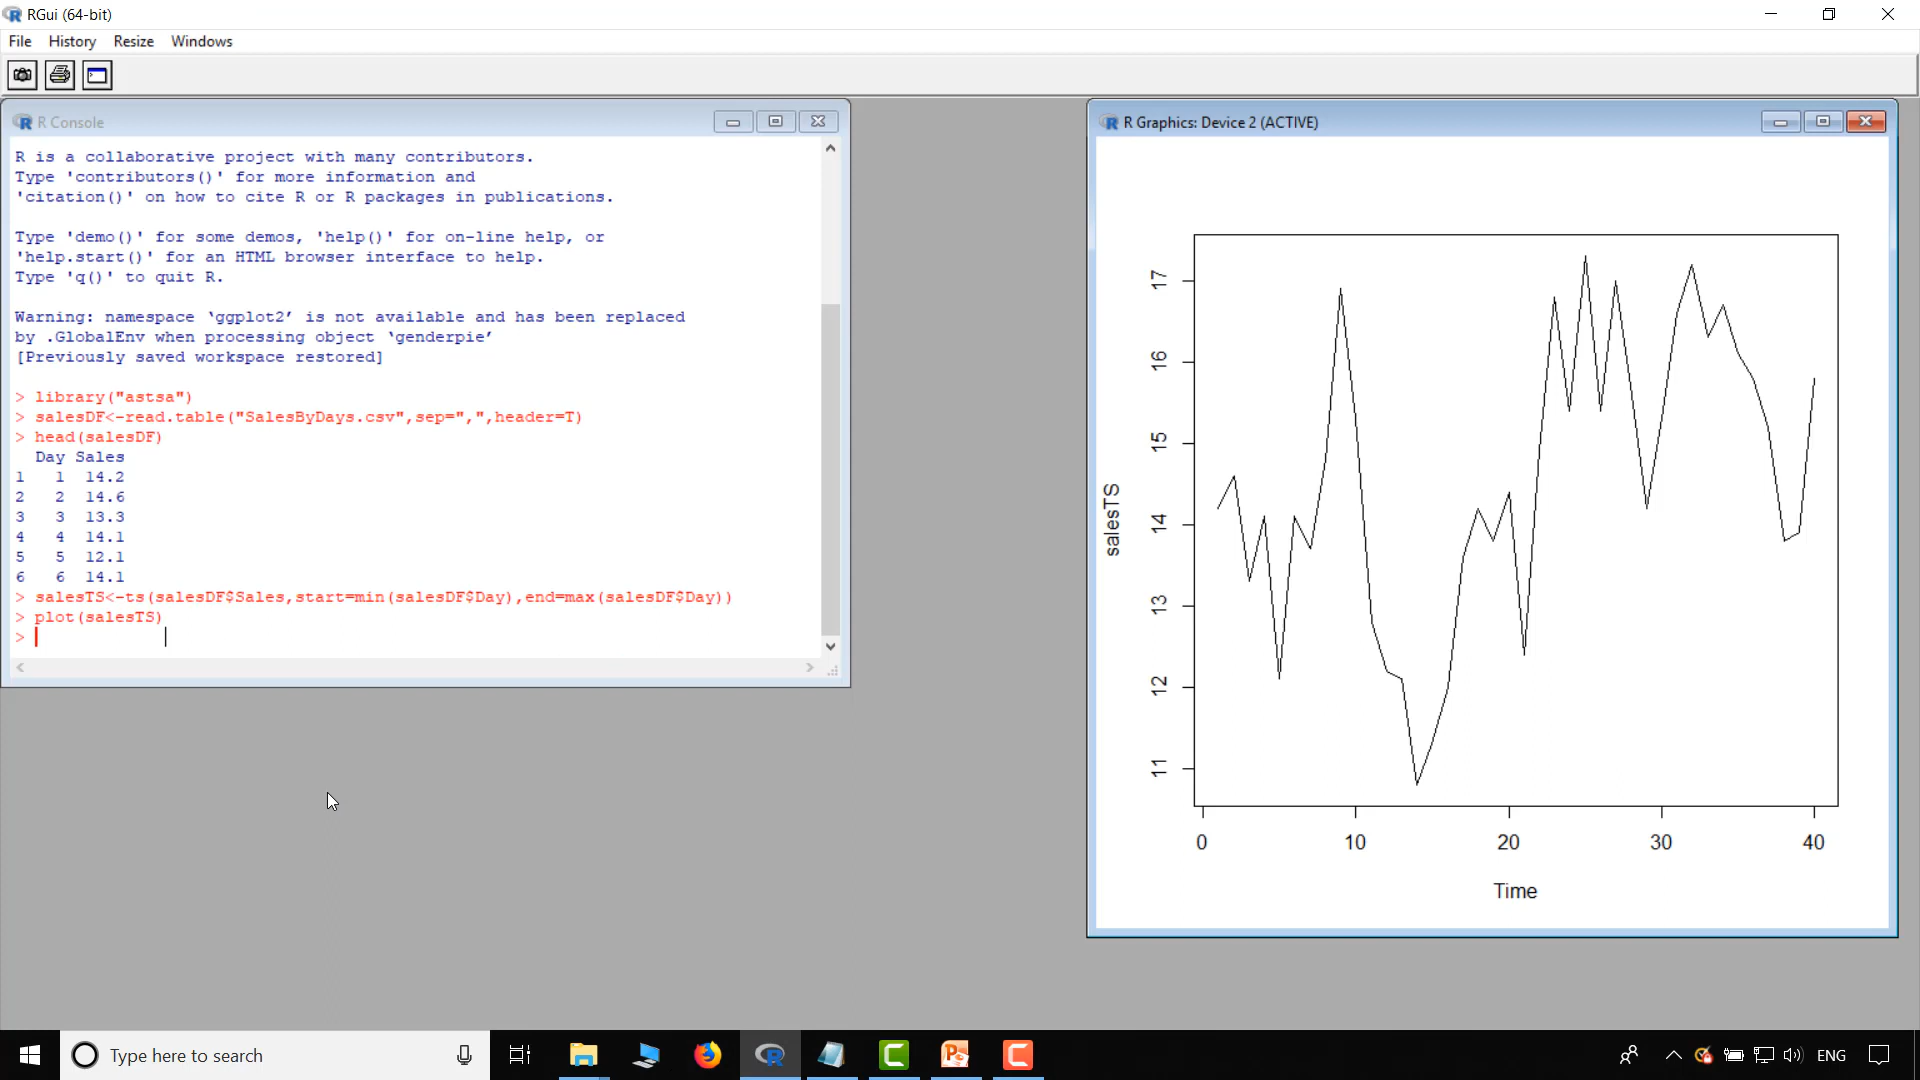 RGui (64-bit)
File History Resize Windows
R Console
R is a collaborative project with many contributors.
Type 'contributors()' for more information and
'citation()' on how to cite R or R packages in publications.
Type 'demo()' for some demos, 'help()' for on-line help, or
'help.start()' for an HTML browser interface to help.
Type 'q()' to quit R.
Warning: namespace ‘ggplot2’ is not available and has been replaced
by .GlobalEnv when processing object ‘genderpie’
[Previously saved workspace restored]
> library("astsa")
> salesDF<-read.table("SalesByDays.csv",sep=",",header=T)
> head(salesDF)
Day Sales
1 1 14.2
2 2 14.6
3 3 13.3
4 4 14.1
5 5 12.1
6 6 14.1
> salesTS<-ts(salesDF$Sales,start=min(salesDF$Day),end=max(salesDF$Day))
> plot(salesTS)
>
R Graphics: Device 2 (ACTIVE)
17
16
15
14
13
12
11
salesTS
0 10 20 30 40
Time
Type here to search
ENG